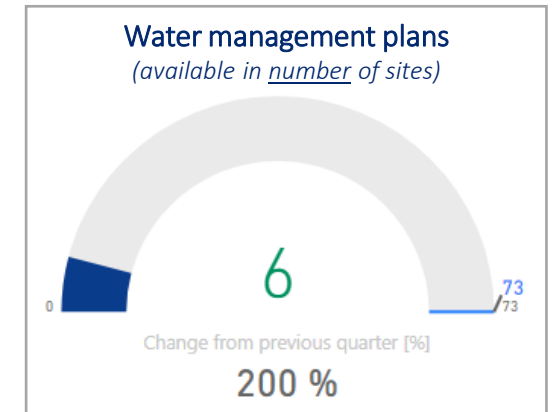 Water management plans
(available in number of sites)
6
73
0
73
Change from previous quarter [%]
200 %